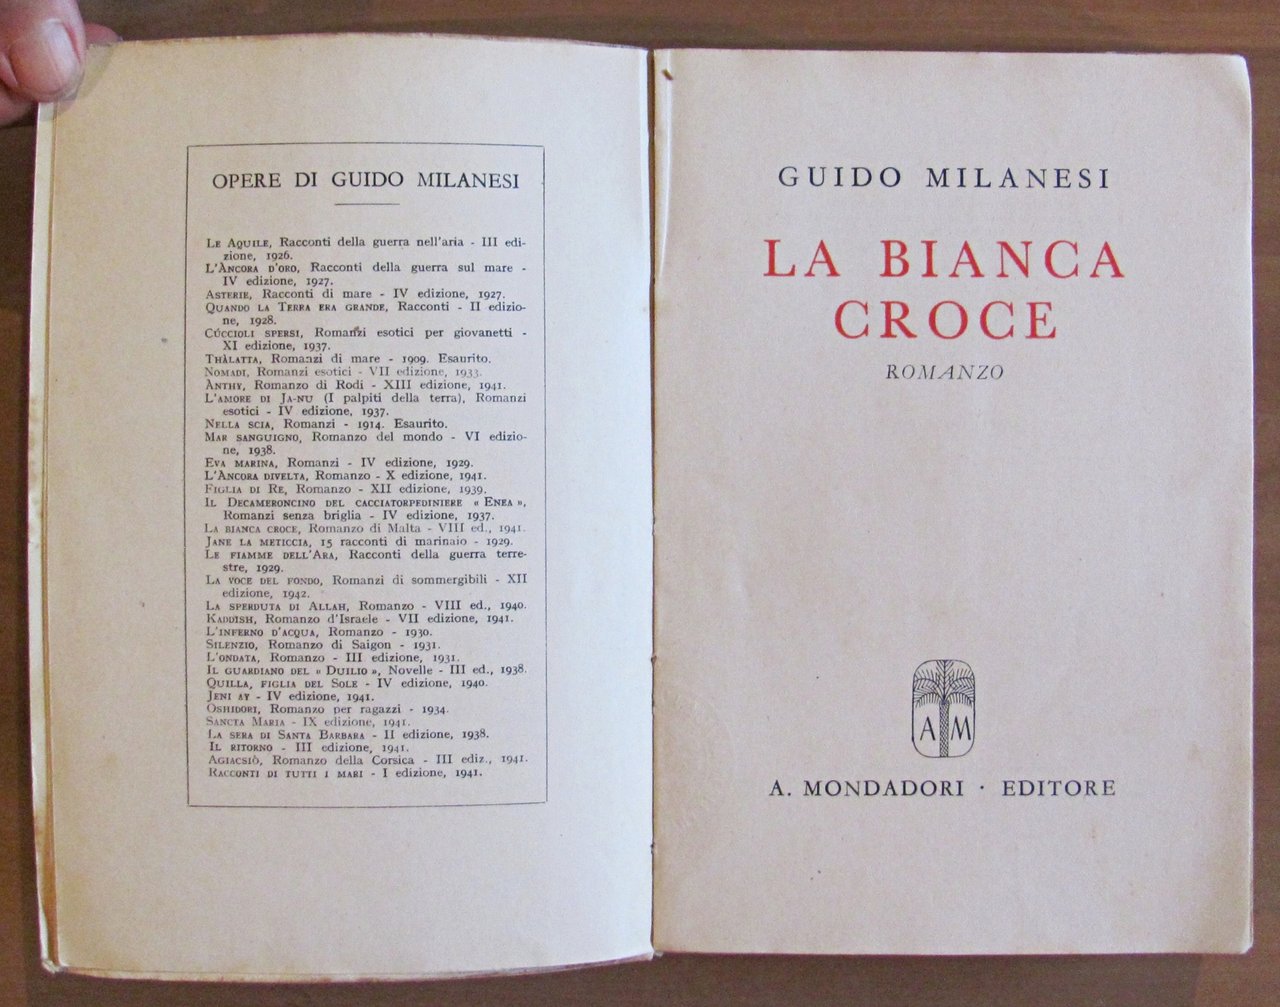 OPERE DI GUIDO MILANESI
LE AQUILE, Racconti della guerra nell'aria - III edi-
zione, 1926.
L'ÀNCORA D'ORO, Racconti della guerra sul mare -
IV edizione, 1927.
ASTERIE, Racconti di mare - IV edizione, 1927.
QUANDO LA TERRA ERA GRANDE, Racconti - II edizio-
ne, 1928.
CÚCCIOLI SPERSI, Romanzi esotici per giovanetti -
XI edizione, 1937.
THÀLATTA, Romanzi di mare - 1909. Esaurito.
NOMADI, Romanzi esotici - VII edizione, 1933.
ÀNTHY, Romanzo di Rodi - XIII edizione, 1941.
L'AMORE DI JA-NU (I palpiti della terra), Romanzi
esotici - IV edizione, 1937.
NELLA SCIA, Romanzi - 1914. Esaurito.
MAR SANGUIGNO, Romanzo del mondo - VI edizio-
ne, 1938.
EVA MARINA, Romanzi - IV edizione, 1929.
L'ÀNCORA DIVELTA, Romanzo - X edizione, 1941.
FIGLIA DI RE, Romanzo - XII edizione, 1939.
IL DECAMERONCINO DEL CACCIATORPEDINIERE « ENEA »,
Romanzi senza briglia - IV edizione, 1937.
LA BIANCA CROCE, Romanzo di Malta - VIII ed., 1941.
JANE LA METICCIA, 15 racconti di marinaio - 1929.
LE FIAMME DELL'ARA, Racconti della guerra terre-
stre, 1929.
LA VOCE DEL FONDO, Romanzi di sommergibili - XII
edizione, 1942.
LA SPERDUTA DI ALLAH, Romanzo - VIII ed., 1940.
KADDISH, Romanzo d'Israele - VII edizione, 1941.
L'INFERNO D'ACQUA, Romanzo - 1930.
SILENZIO, Romanzo di Saigon - 1931.
L'ONDATA, Romanzo - III edizione, 1931.
IL GUARDIANO DEL « DUILIO », Novelle - III ed., 1938.
QUILLA, FIGLIA DEL SOLE - IV edizione, 1940.
JENI AY - IV edizione, 1941.
OSHIDORI, Romanzo per ragazzi - 1934.
SANCTA MARIA - IX edizione, 1941.
LA SERA DI SANTA BARBARA - II edizione, 1938.
IL RITORNO - III edizione, 1941.
AGIACSIÒ, Romanzo della Corsica - III ediz., 1941.
RACCONTI DI TUTTI I MARI - I edizione, 1941.
GUIDO MILANESI
LA BIANCA
CROCE
ROMANZO
A M
A. MONDADORI · EDITORE